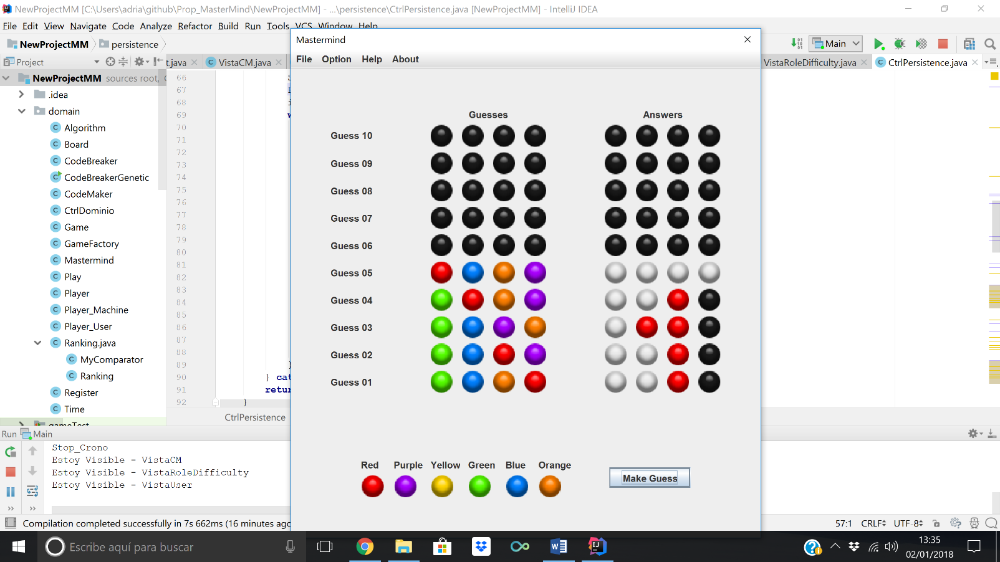 NewProjectMM [C:\Users\adria\github\Prop_MasterMind\NewProjectMM] - ...\persistence\CtrlPersistence.java [NewProjectMM] - IntelliJ IDEA
File Edit View Navigate Code Analyze Refactor Build Run Tools VCS Window Help
NewProjectMM persistence
Main
Project
t.java
VistaCM.java
VistaRoleDifficulty.java
CtrlPersistence.java
NewProjectMM sources root,
.idea
domain
Algorithm
Board
CodeBreaker
CodeBreakerGenetic
CodeMaker
CtrlDominio
Game
GameFactory
Mastermind
Play
Player
Player_Machine
Player_User
Ranking.java
MyComparator
Ranking
Register
Time
gameTest
66
67
68
69
70
71
72
73
74
75
76
77
78
79
80
81
82
83
84
85
86
87
88
89 }
90 } cat
91 retur
92 }
CtrlPersistence
Mastermind
File Option Help About
Guesses Answers
Guess 10
Guess 09
Guess 08
Guess 07
Guess 06
Guess 05
Guess 04
Guess 03
Guess 02
Guess 01
Red Purple Yellow Green Blue Orange
Make Guess
Run Main
Stop_Crono
Estoy Visible - VistaCM
Estoy Visible - VistaRoleDifficulty
Estoy Visible - VistaUser
Compilation completed successfully in 7s 662ms (16 minutes ago
57:1 CRLF UTF-8
Escribe aquí para buscar
13:35
02/01/2018